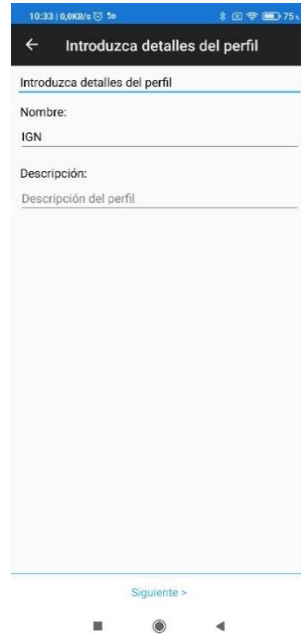 10:33 | 0,0KB/s
75
Introduzca detalles del perfil
Introduzca detalles del perfil
Nombre:
IGN
Descripción:
Descripción del perfil
Siguiente >